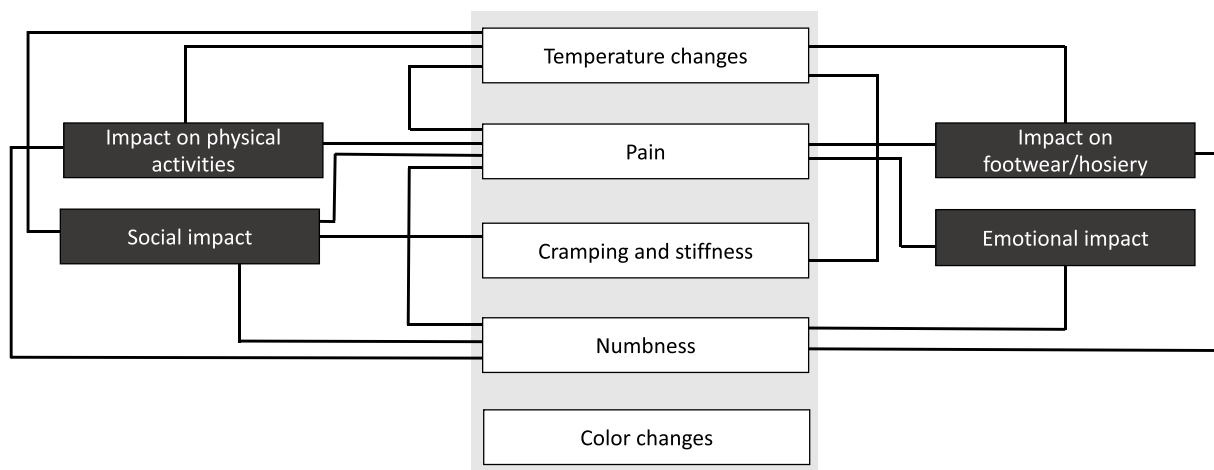 Temperature changes
Impact on physical
activities
Pain
Impact on
footwear/hosiery
Social impact
Cramping and stiffness
Emotional impact
Numbness
Color changes